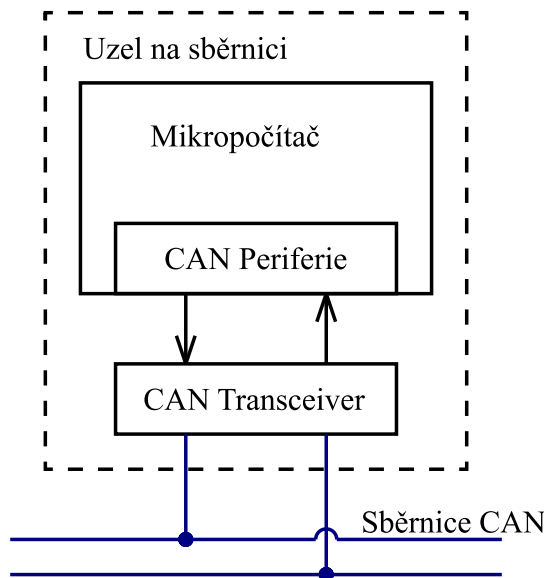 Uzel na sběrnici
Mikropočítač
CAN Periferie
CAN Transceiver
Sběrnice CAN